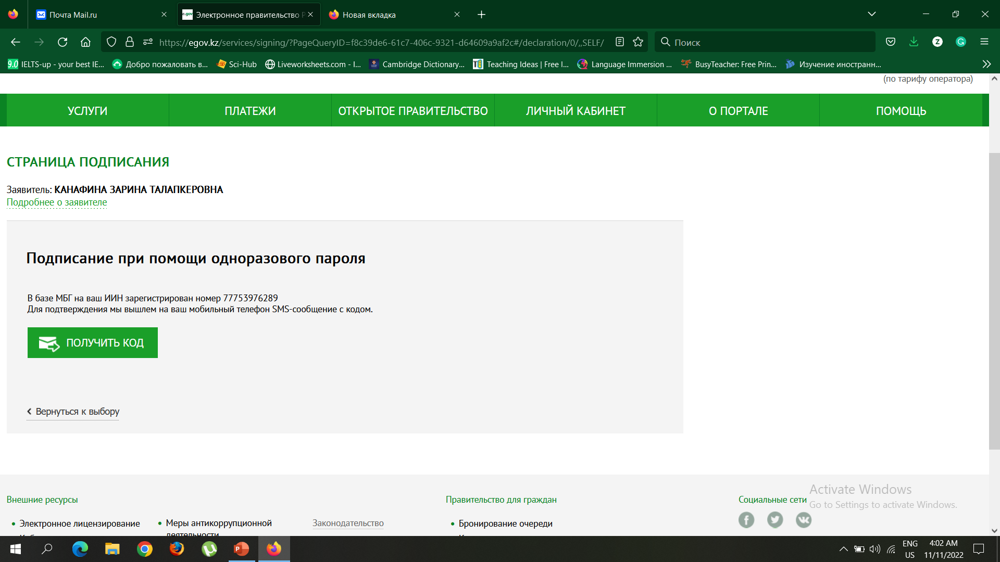 Почта Mail.ru
Электронное правительство
Новая вкладка
https://egov.kz/services/signing/?PageQueryID=f8c39de6-61c7-406c-9321-d64609a9af2c#/declaration/0/,,SELF/
Поиск
9.0 IELTS-up - your best IE...
Добро пожаловать в...
Sci-Hub
Liveworksheets.com - I...
Cambridge Dictionary...
Teaching Ideas | Free I...
Language Immersion ...
BusyTeacher: Free Prin...
Изучение иностранн...
(по тарифу оператора)
УСЛУГИ
ПЛАТЕЖИ
ОТКРЫТОЕ ПРАВИТЕЛЬСТВО
ЛИЧНЫЙ КАБИНЕТ
О ПОРТАЛЕ
ПОМОЩЬ
СТРАНИЦА ПОДПИСАНИЯ
Заявитель: КАНАФИНА ЗАРИНА ТАЛАПКЕРОВНА
Подробнее о заявителе
Подписание при помощи одноразового пароля
В базе МБГ на ваш ИИН зарегистрирован номер 77753976289
Для подтверждения мы вышлем на ваш мобильный телефон SMS-сообщение с кодом.
ПОЛУЧИТЬ КОД
Вернуться к выбору
Внешние ресурсы
Электронное лицензирование
Меры антикоррупционной
деятельности
Законодательство
Правительство для граждан
Бронирование очереди
Социальные сети
Activate Windows
Go to Settings to activate Windows.
ENG
US
4:02 AM
11/11/2022